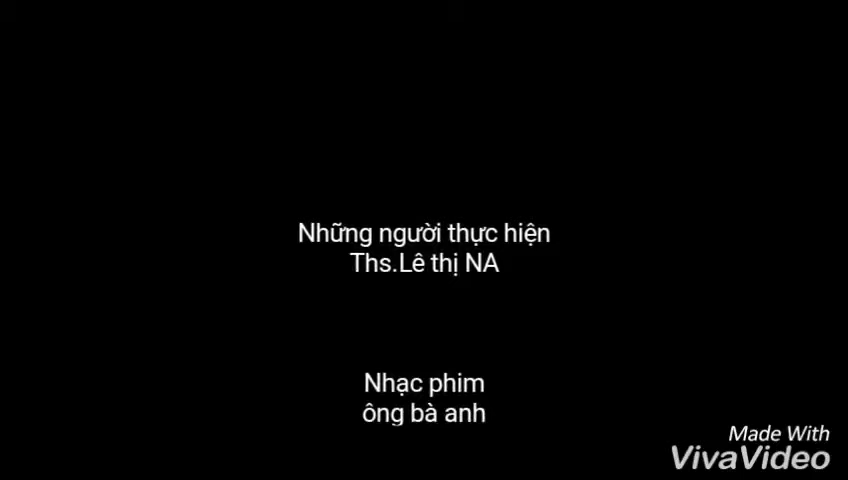 Những người thực hiện
Ths.Lê thị NA
Nhạc phim
ông bà anh
Made With
VivaVideo